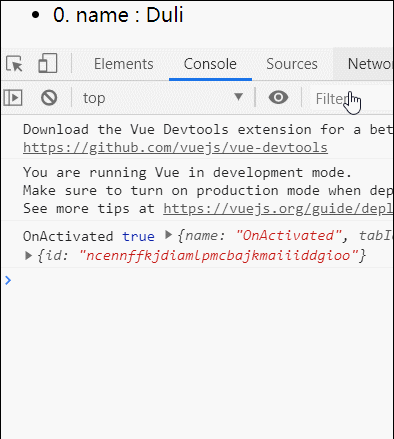 • 0. name : Duli
Elements Console Sources Network
top Filter
Download the Vue Devtools extension for a bet
https://github.com/vuejs/vue-devtools
You are running Vue in development mode.
Make sure to turn on production mode when dep
See more tips at https://vuejs.org/guide/depl
OnActivated true ▶ {name: "OnActivated", tabId
▶ {id: "ncennffkjdiamlpmcbajkmaiiiddgioo"}